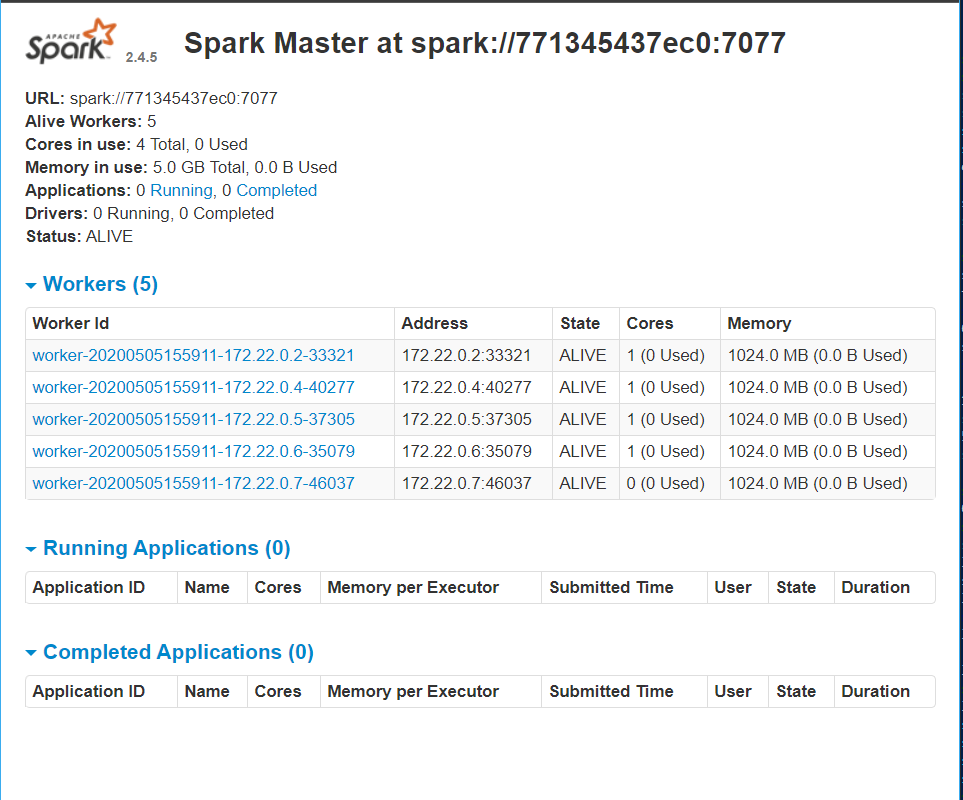 APACHE
Spark 2.4.5 Spark Master at spark://771345437ec0:7077
URL: spark://771345437ec0:7077
Alive Workers: 5
Cores in use: 4 Total, 0 Used
Memory in use: 5.0 GB Total, 0.0 B Used
Applications: 0 Running, 0 Completed
Drivers: 0 Running, 0 Completed
Status: ALIVE
Workers (5)
Worker Id Address State Cores Memory
worker-20200505155911-172.22.0.2-33321 172.22.0.2:33321 ALIVE 1 (0 Used) 1024.0 MB (0.0 B Used)
worker-20200505155911-172.22.0.4-40277 172.22.0.4:40277 ALIVE 1 (0 Used) 1024.0 MB (0.0 B Used)
worker-20200505155911-172.22.0.5-37305 172.22.0.5:37305 ALIVE 1 (0 Used) 1024.0 MB (0.0 B Used)
worker-20200505155911-172.22.0.6-35079 172.22.0.6:35079 ALIVE 1 (0 Used) 1024.0 MB (0.0 B Used)
worker-20200505155911-172.22.0.7-46037 172.22.0.7:46037 ALIVE 0 (0 Used) 1024.0 MB (0.0 B Used)
Running Applications (0)
Application ID Name Cores Memory per Executor Submitted Time User State Duration
Completed Applications (0)
Application ID Name Cores Memory per Executor Submitted Time User State Duration